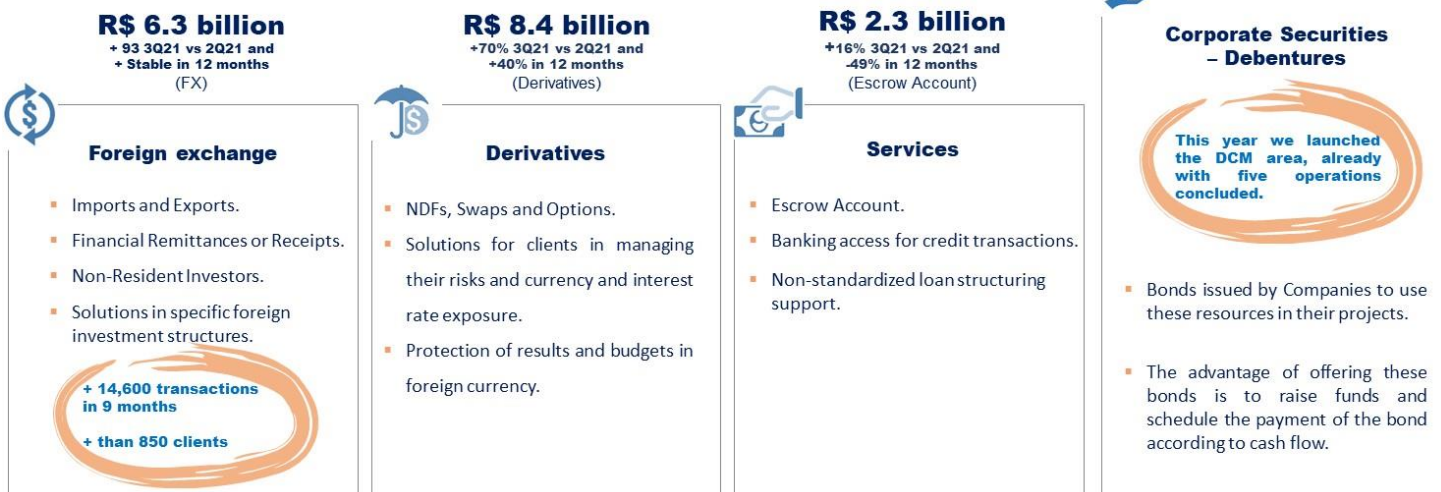 R$ 6.3 billion
+ 93 3Q21 vs 2Q21 and
+ Stable in 12 months
(FX)
Foreign exchange
▪ Imports and Exports.
▪ Financial Remittances or Receipts.
▪ Non-Resident Investors.
▪ Solutions in specific foreign
investment structures.
+ 14,600 transactions
in 9 months
+ than 850 clients
R$ 8.4 billion
+70% 3Q21 vs 2Q21 and
+40% in 12 months
(Derivatives)
Derivatives
▪ NDFs, Swaps and Options.
▪ Solutions for clients in managing
their risks and currency and interest
rate exposure.
▪ Protection of results and budgets in
foreign currency.
R$ 2.3 billion
+16% 3Q21 vs 2Q21 and
-49% in 12 months
(Escrow Account)
Services
▪ Escrow Account.
▪ Banking access for credit transactions.
▪ Non-standardized loan structuring
support.
Corporate Securities
– Debentures
This year we launched
the DCM area, already
with five operations
concluded.
▪ Bonds issued by Companies to use
these resources in their projects.
▪ The advantage of offering these
bonds is to raise funds and
schedule the payment of the bond
according to cash flow.